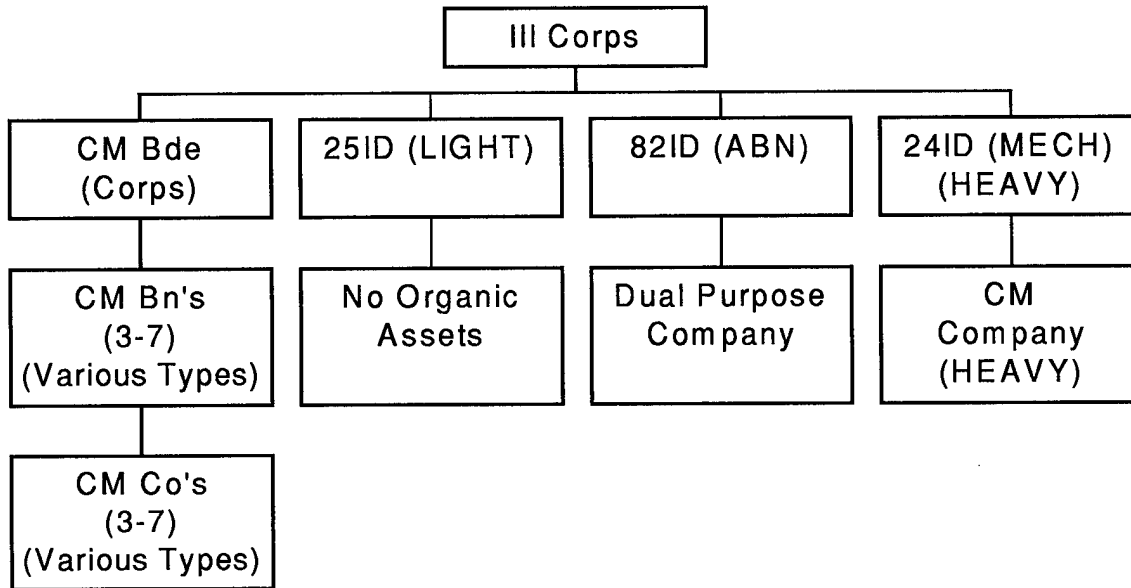 III Corps
CM Bde
(Corps)
25ID (LIGHT)
82ID (ABN)
24ID (MECH)
(HEAVY)
CM Bn's
(3-7)
(Various Types)
No Organic
Assets
Dual Purpose
Company
CM
Company
(HEAVY)
CM Co's
(3-7)
(Various Types)